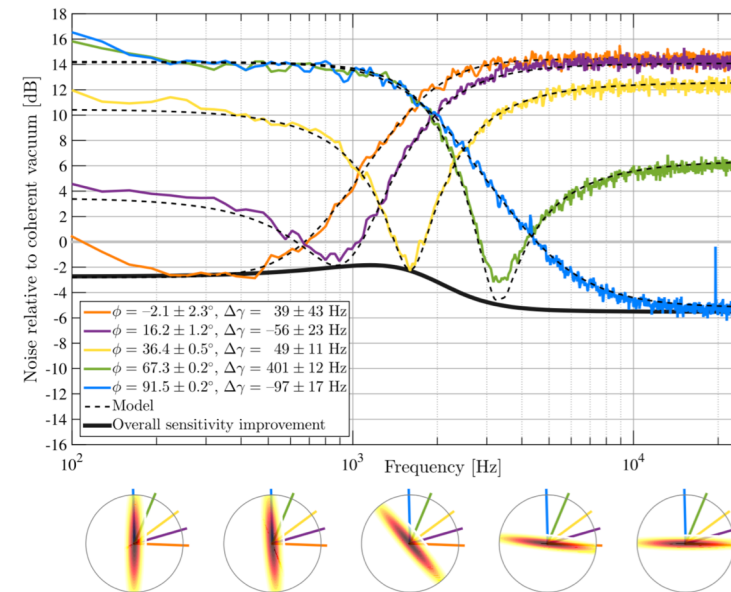 18
16
14
12
10
8
6
4
2
0
-2
-4
-6
-8
-10
-12
-14
-16
Noise relative to coherent vacuum [dB]
ϕ = –2.1 ± 2.3°, Δγ = 39 ± 43 Hz
ϕ = 16.2 ± 1.2°, Δγ = –56 ± 23 Hz
ϕ = 36.4 ± 0.5°, Δγ = 49 ± 11 Hz
ϕ = 67.3 ± 0.2°, Δγ = 401 ± 12 Hz
ϕ = 91.5 ± 0.2°, Δγ = –97 ± 17 Hz
Model
Overall sensitivity improvement
10² 10³ 10⁴
Frequency [Hz]